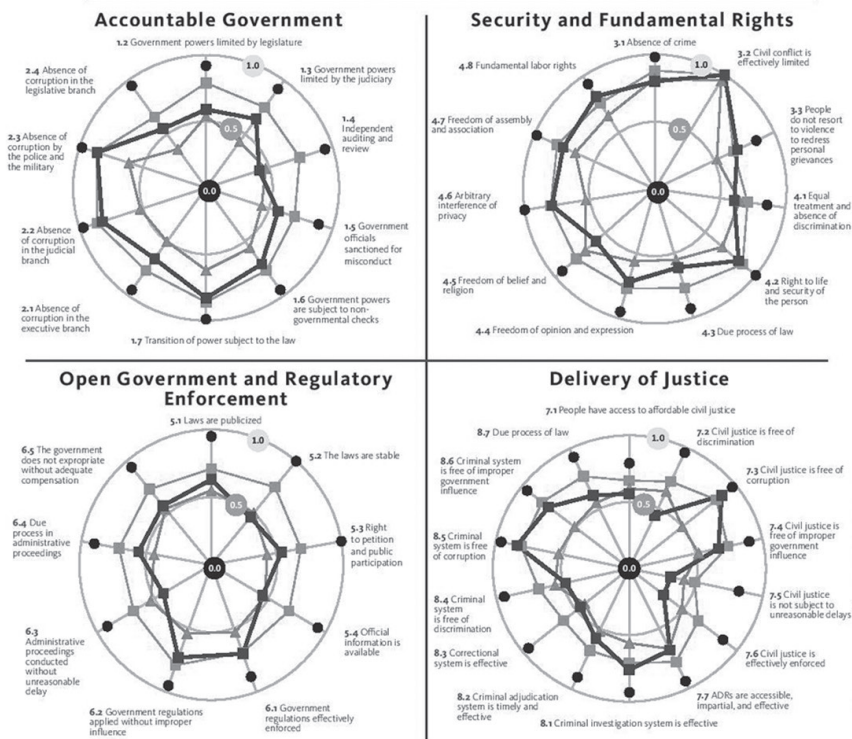 Accountable Government
1.2 Government powers limited by legislature
1.0
1.3 Government powers
limited by the judiciary
1.4
Independent
auditing and
review
0.5
0.0
1.5 Government
officials
sanctioned for
misconduct
1.6 Government powers
are subject to non-
governmental checks
1.7 Transition of power subject to the law
2.1 Absence of
corruption in the
executive branch
2.2 Absence
of corruption
in the judicial
branch
2.3 Absence of
corruption by
the police and
the military
2.4 Absence of
corruption in the
legislative branch
Security and Fundamental Rights
3.1 Absence of crime
1.0
3.2 Civil conflict is
effectively limited
3.3 People
do not resort
to violence
to redress
personal
grievances
0.5
0.0
4.1 Equal
treatment and
absence of
discrimination
4.2 Right to life
and security of
the person
4.3 Due process of law
4.4 Freedom of opinion and expression
4.5 Freedom of belief and
religion
4.6 Arbitrary
interference of
privacy
4.7 Freedom of assembly
and association
4.8 Fundamental labor rights
Open Government and Regulatory
Enforcement
5.1 Laws are publicized
1.0
5.2 The laws are stable
0.5
5.3 Right
to petition
and public
participation
0.0
5.4 Official
information is
available
6.1 Government
regulations effectively
enforced
6.2 Government regulations
applied without improper
influence
6.3
Administrative
proceedings
conducted
without
unreasonable
delay
6.4 Due
process in
administrative
proceedings
6.5 The government
does not expropriate
without adequate
compensation
Delivery of Justice
7.1 People have access to affordable civil justice
1.0
7.2 Civil justice is free of
discrimination
7.3 Civil justice is free of
corruption
0.5
7.4 Civil justice is
free of improper
government
influence
0.0
7.5 Civil justice
is not subject to
unreasonable delays
7.6 Civil justice is
effectively enforced
7.7 ADRs are accessible,
impartial, and effective
8.1 Criminal investigation system is effective
8.2 Criminal adjudication
system is timely and
effective
8.3 Correctional
system is effective
8.4 Criminal
system
is free of
discrimination
8.5 Criminal
system is free
of corruption
8.6 Criminal system
is free of improper
government
influence
8.7 Due process of law